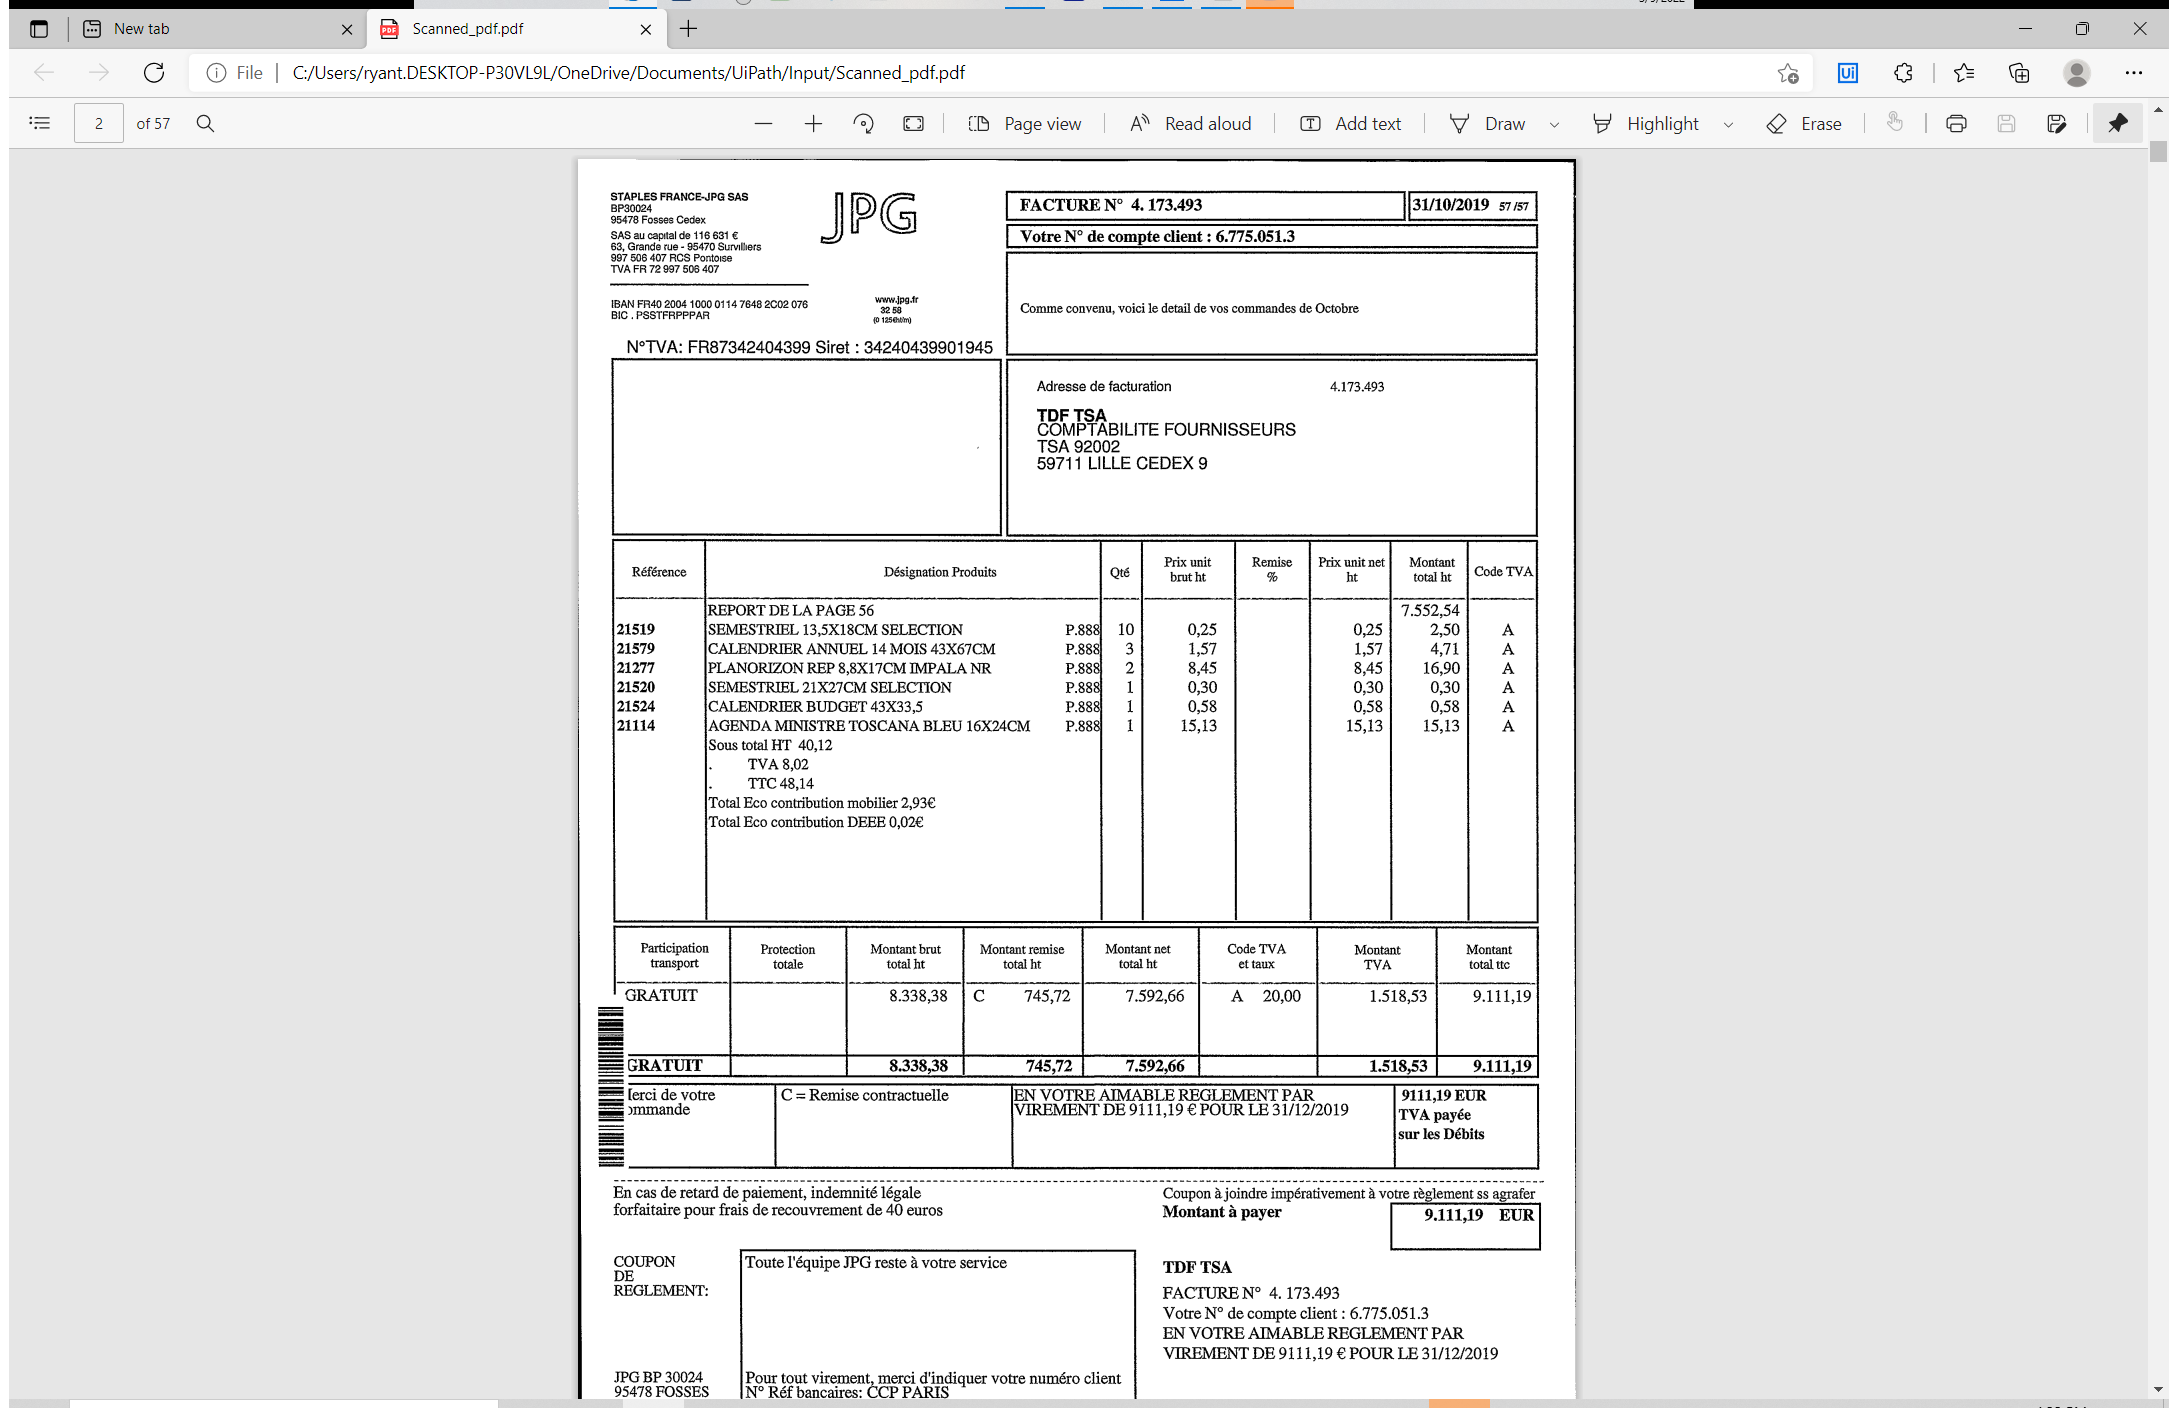 New tab
Scanned_pdf.pdf
File
C:/Users/ryant.DESKTOP-P30VL9L/OneDrive/Documents/UiPath/Input/Scanned_pdf.pdf
2 of 57
Page view
Read aloud
Add text
Draw
Highlight
Erase
STAPLES FRANCE-JPG SAS
BP30024
95478 Fosses Cedex
SAS au capital de 116 631 €
63, Grande rue - 95470 Survilliers
997 506 407 RCS Pontoise
TVA FR 72 997 506 407
JPG
IBAN FR40 2004 1000 0114 7648 2C02 076
BIC . PSSTFRPPPAR
www.jpg.fr
32 58
(0 125€ht/m)
N°TVA: FR87342404399 Siret : 34240439901945
FACTURE N° 4. 173.493
31/10/2019 57 /57
Votre N° de compte client : 6.775.051.3
Comme convenu, voici le detail de vos commandes de Octobre
Adresse de facturation 4.173.493
TDF TSA
COMPTABILITE FOURNISSEURS
TSA 92002
59711 LILLE CEDEX 9
Référence Désignation Produits Qté Prix unit brut ht Remise % Prix unit net ht Montant total ht Code TVA
REPORT DE LA PAGE 56 7.552,54
21519 SEMESTRIEL 13,5X18CM SELECTION P.888 10 0,25 0,25 2,50 A
21579 CALENDRIER ANNUEL 14 MOIS 43X67CM P.888 3 1,57 1,57 4,71 A
21277 PLANORIZON REP 8,8X17CM IMPALA NR P.888 2 8,45 8,45 16,90 A
21520 SEMESTRIEL 21X27CM SELECTION P.888 1 0,30 0,30 0,30 A
21524 CALENDRIER BUDGET 43X33,5 P.888 1 0,58 0,58 0,58 A
21114 AGENDA MINISTRE TOSCANA BLEU 16X24CM P.888 1 15,13 15,13 15,13 A
Sous total HT 40,12
. TVA 8,02
. TTC 48,14
Total Eco contribution mobilier 2,93€
Total Eco contribution DEEE 0,02€
Participation transport Protection totale Montant brut total ht Montant remise total ht Montant net total ht Code TVA et taux Montant TVA Montant total ttc
GRATUIT 8.338,38 C 745,72 7.592,66 A 20,00 1.518,53 9.111,19
GRATUIT 8.338,38 745,72 7.592,66 1.518,53 9.111,19
erci de votre
ommande
C = Remise contractuelle
EN VOTRE AIMABLE REGLEMENT PAR
VIREMENT DE 9111,19 € POUR LE 31/12/2019
9111,19 EUR
TVA payée
sur les Débits
En cas de retard de paiement, indemnité légale
forfaitaire pour frais de recouvrement de 40 euros
Coupon à joindre impérativement à votre règlement ss agrafer
Montant à payer 9.111,19 EUR
COUPON
DE
REGLEMENT:
Toute l'équipe JPG reste à votre service
TDF TSA
FACTURE N° 4. 173.493
Votre N° de compte client : 6.775.051.3
EN VOTRE AIMABLE REGLEMENT PAR
VIREMENT DE 9111,19 € POUR LE 31/12/2019
JPG BP 30024
95478 FOSSES
Pour tout virement, merci d'indiquer votre numéro client
N° Réf bancaires: CCP PARIS